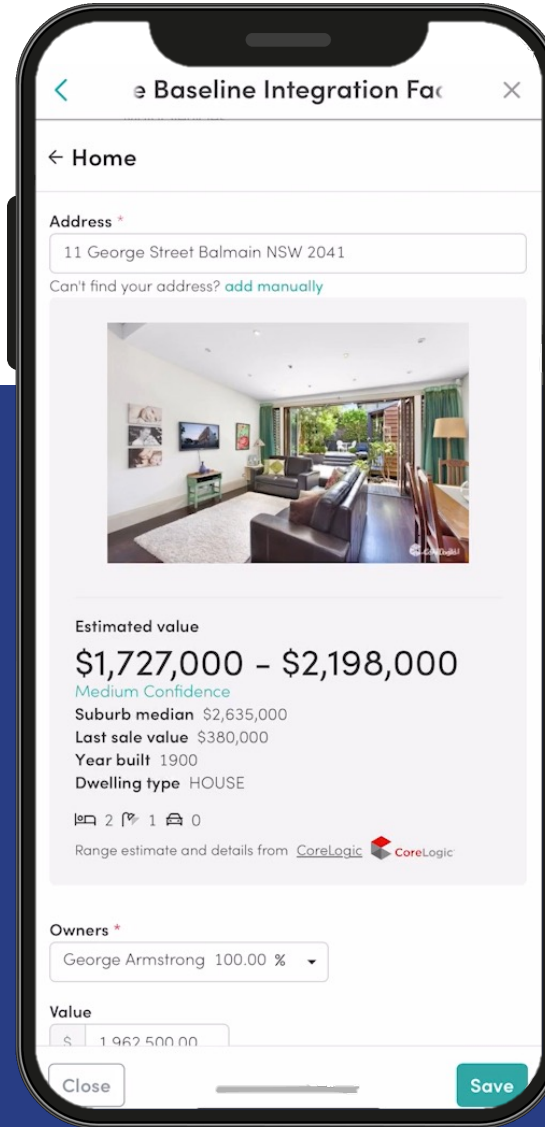 e Baseline Integration Fac
← Home
Address *
11 George Street Balmain NSW 2041
Can't find your address? add manually
CoreLogic
Estimated value
$1,727,000 - $2,198,000
Medium Confidence
Suburb median $2,635,000
Last sale value $380,000
Year built 1900
Dwelling type HOUSE
2 1 0
Range estimate and details from CoreLogic CoreLogic
Owners *
George Armstrong 100.00 %
Value
$ 1,962,500.00
Close Save